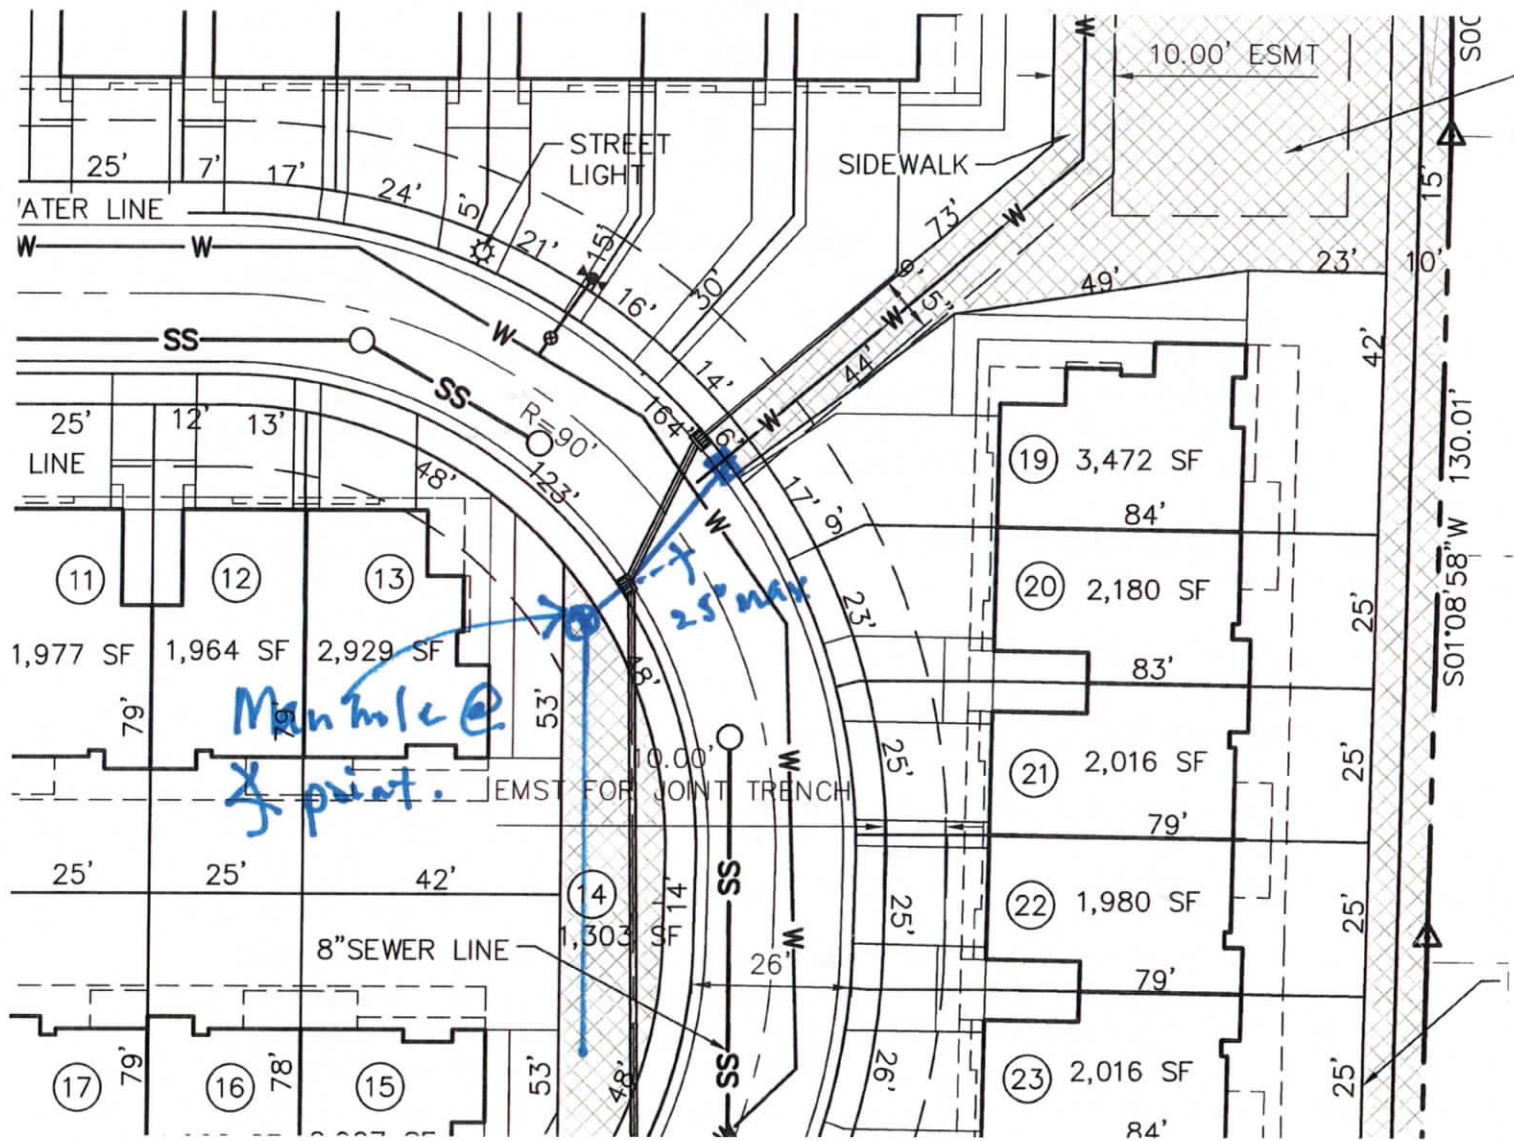 10.00' ESMT
S00
STREET
LIGHT
SIDEWALK
25'
7'
17'
24'
5'
21'
15'
16'
30'
73'
W
15'
/ATER LINE
W
W
W
W
W
5'
49'
23'
10'
SS
SS
R=90'
14'
164'
6'
44'
W
42'
25'
12'
13'
LINE
48'
123'
W
17'
9'
19
3,472 SF
84'
130.01'
S01°08'58"W
11
12
13
25" max.
20
2,180 SF
23'
25'
1,977 SF
1,964 SF
2,929 SF
48'
83'
Manhole @
point.
79'
79'
53'
10.00'
EMST FOR JOINT TRENCH
W
25'
21
2,016 SF
25'
79'
25'
25'
42'
14
1,303 SF
14'
SS
22
1,980 SF
25'
25'
8"SEWER LINE
W
26'
79'
17
79'
16
78'
15
53'
48'
SS
26'
23
2,016 SF
25'
84'